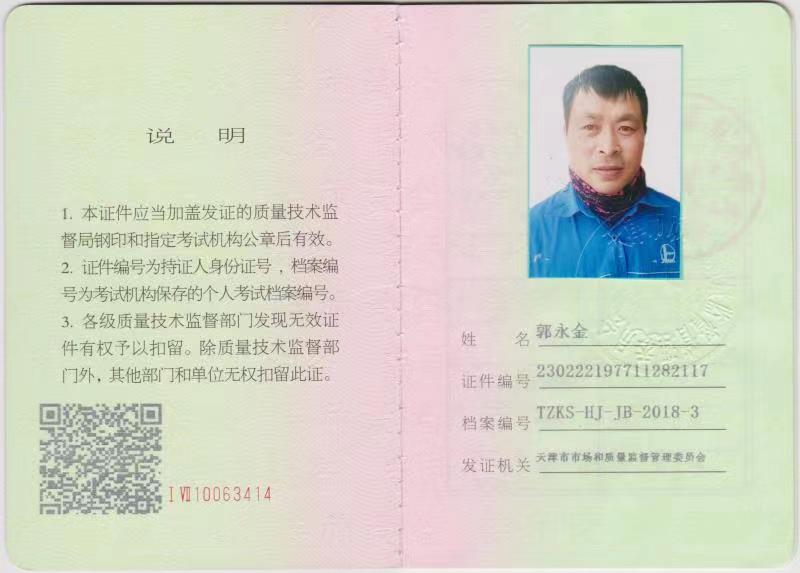 说 明
1. 本证件应当加盖发证的质量技术监
督局钢印和指定考试机构公章后有效。
2. 证件编号为持证人身份证号，档案编
号为考试机构保存的个人考试档案编号。
3. 各级质量技术监督部门发现无效证
件有权予以扣留。除质量技术监督部
门外，其他部门和单位无权扣留此证。
IⅦ10063414
姓 名 郭永金
证件编号 230222197711282117
档案编号 TZKS-HJ-JB-2018-3
发证机关 天津市市场和质量监督管理委员会